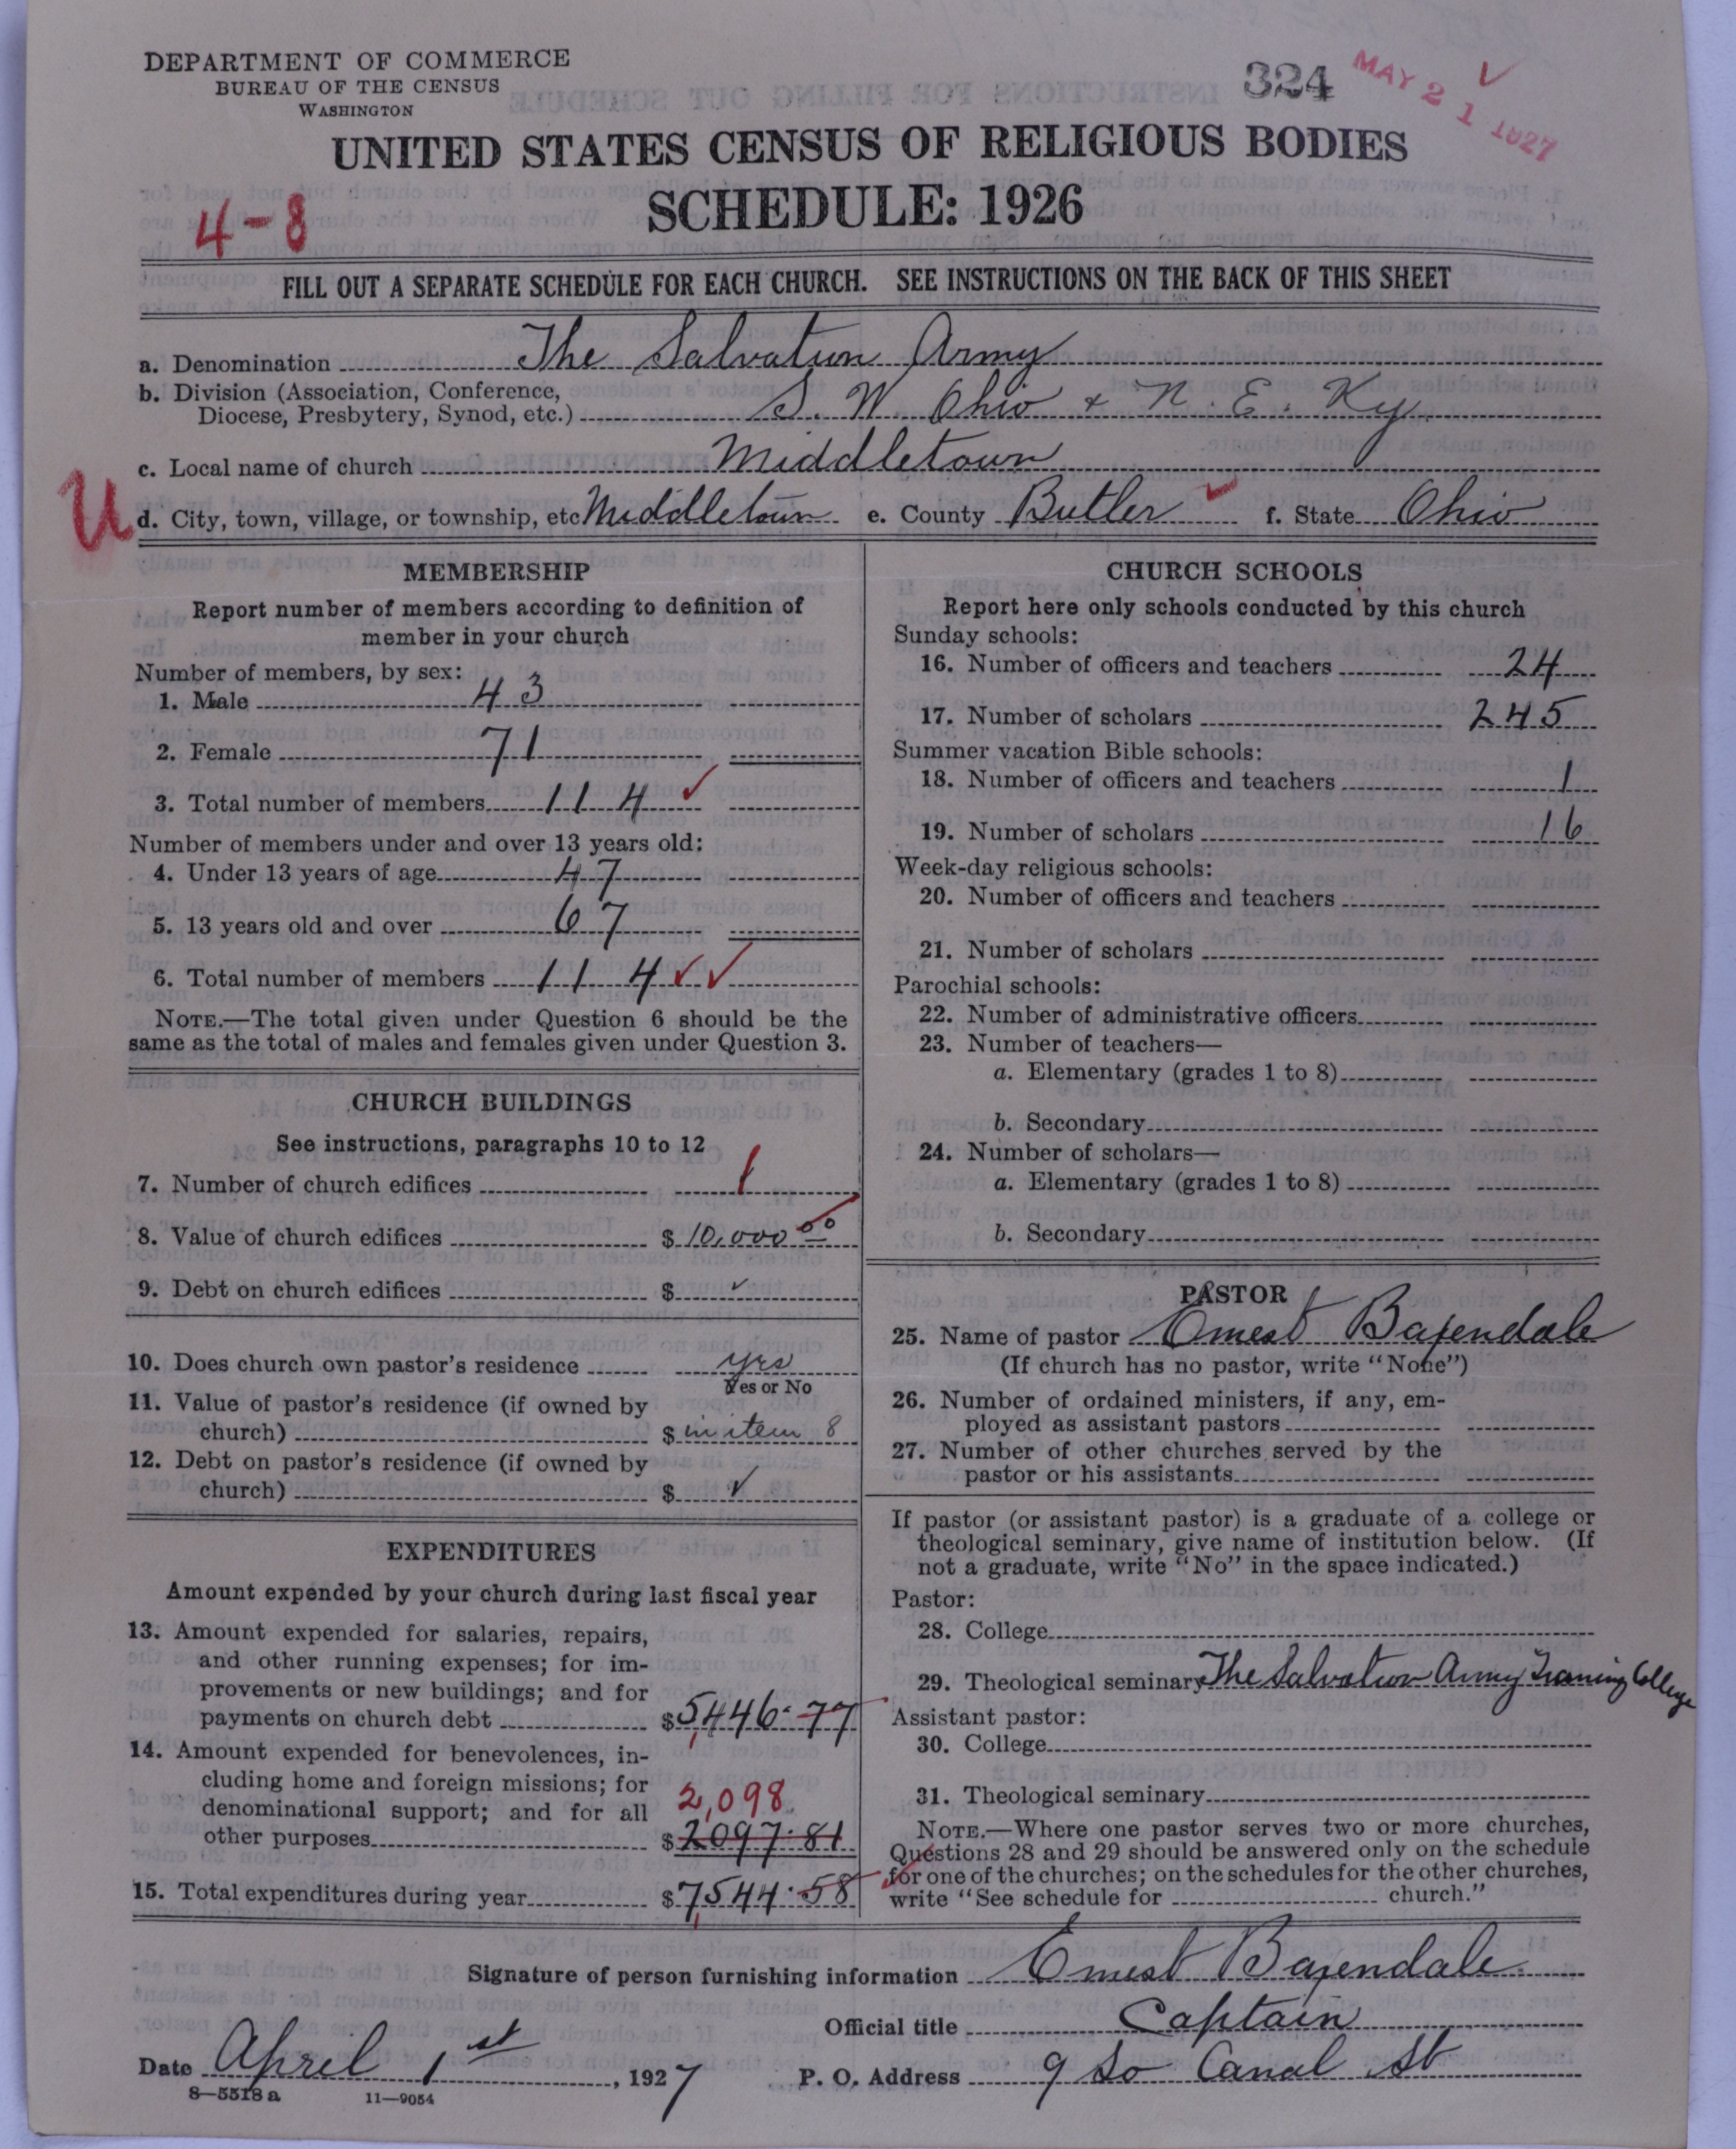 DEPARTMENT OF COMMERCE
BUREAU OF THE CENSUS
WASHINGTON
324
MAY 21 1927
UNITED STATES CENSUS OF RELIGIOUS BODIES
SCHEDULE: 1926
4-8
FILL OUT A SEPARATE SCHEDULE FOR EACH CHURCH. SEE INSTRUCTIONS ON THE BACK OF THIS SHEET
a. Denomination The Salvation Army
b. Division (Association, Conference,
Diocese, Presbytery, Synod, etc.) S. W. Ohio + N. E. Ky.
c. Local name of church Middletown
U
d. City, town, village, or township, etc Middletown e. County Butler f. State Ohio
MEMBERSHIP
Report number of members according to definition of
member in your church
Number of members, by sex:
1. Male 43
2. Female 71
3. Total number of members 114
Number of members under and over 13 years old:
4. Under 13 years of age 47
5. 13 years old and over 67
6. Total number of members 114
NOTE.—The total given under Question 6 should be the
same as the total of males and females given under Question 3.
CHURCH BUILDINGS
See instructions, paragraphs 10 to 12
7. Number of church edifices 1
8. Value of church edifices $ 10,000 00
9. Debt on church edifices $
10. Does church own pastor's residence yes
Yes or No
11. Value of pastor's residence (if owned by
church) $ in item 8
12. Debt on pastor's residence (if owned by
church) $
EXPENDITURES
Amount expended by your church during last fiscal year
13. Amount expended for salaries, repairs,
and other running expenses; for im-
provements or new buildings; and for
payments on church debt $ 5,446.77
14. Amount expended for benevolences, in-
cluding home and foreign missions; for
denominational support; and for all 2,098
other purposes $ 2097.81
15. Total expenditures during year $ 7,544.58
CHURCH SCHOOLS
Report here only schools conducted by this church
Sunday schools:
16. Number of officers and teachers 24
17. Number of scholars 245
Summer vacation Bible schools:
18. Number of officers and teachers 1
19. Number of scholars 16
Week-day religious schools:
20. Number of officers and teachers
21. Number of scholars
Parochial schools:
22. Number of administrative officers
23. Number of teachers—
a. Elementary (grades 1 to 8)
b. Secondary
24. Number of scholars—
a. Elementary (grades 1 to 8)
b. Secondary
PASTOR
25. Name of pastor Ernest Baxendale
(If church has no pastor, write "None")
26. Number of ordained ministers, if any, em-
ployed as assistant pastors
27. Number of other churches served by the
pastor or his assistants
If pastor (or assistant pastor) is a graduate of a college or
theological seminary, give name of institution below. (If
not a graduate, write "No" in the space indicated.)
Pastor:
28. College
29. Theological seminary The Salvation Army Training College
Assistant pastor:
30. College
31. Theological seminary
NOTE.—Where one pastor serves two or more churches,
Questions 28 and 29 should be answered only on the schedule
for one of the churches; on the schedules for the other churches,
write "See schedule for church."
Signature of person furnishing information Ernest Baxendale
Official title Captain
Date April 1st, 1927 P. O. Address 9 So Canal St
8—5518 a 11—9054